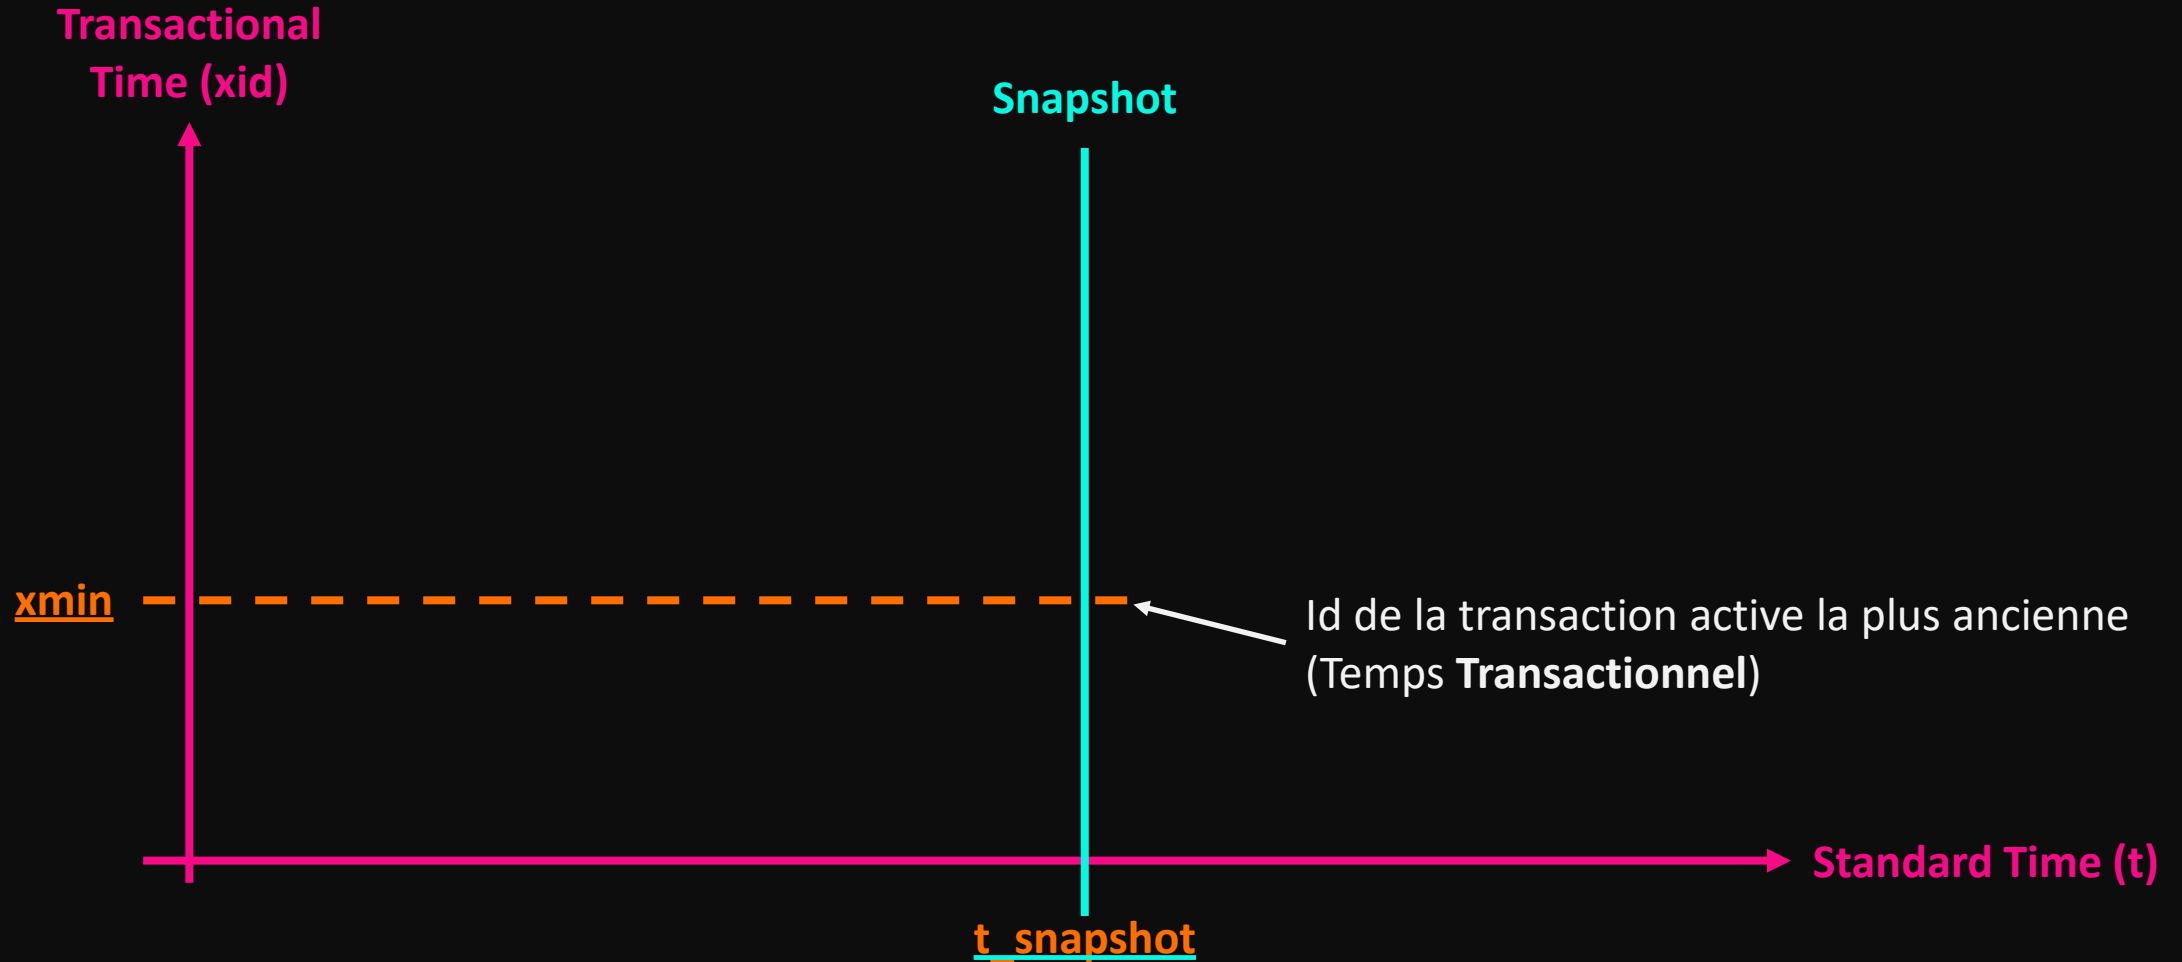 Transactional
Time (xid)
Snapshot
xmin
Id de la transaction active la plus ancienne
(Temps Transactionnel)
Standard Time (t)
t_snapshot